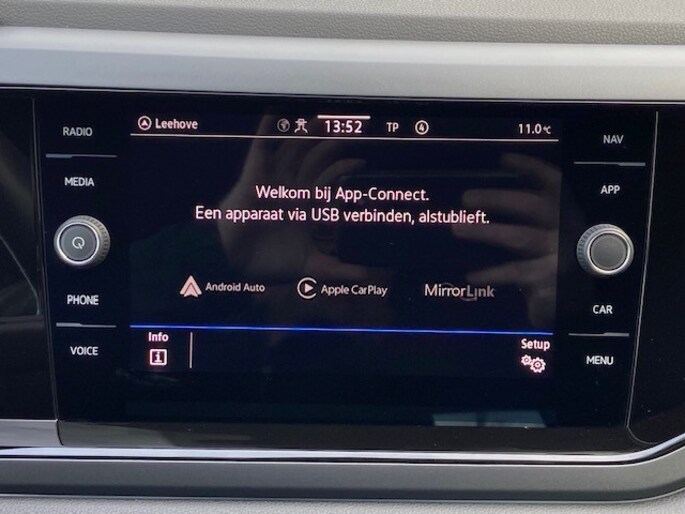 RADIO
MEDIA
PHONE
VOICE
Leehove
13:52
TP
4
11.0°C
Welkom bij App-Connect.
Een apparaat via USB verbinden, alstublieft.
Android Auto
Apple CarPlay
MirrorLink
Info
Setup
NAV
APP
CAR
MENU